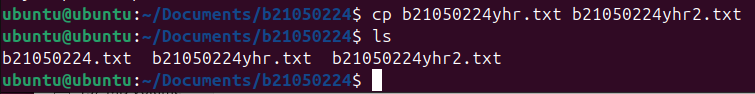 ubuntu@ubuntu:~/Documents/b21050224$ cp b21050224yhr.txt b21050224yhr2.txt
ubuntu@ubuntu:~/Documents/b21050224$ ls
b21050224.txt  b21050224yhr.txt  b21050224yhr2.txt
ubuntu@ubuntu:~/Documents/b21050224$